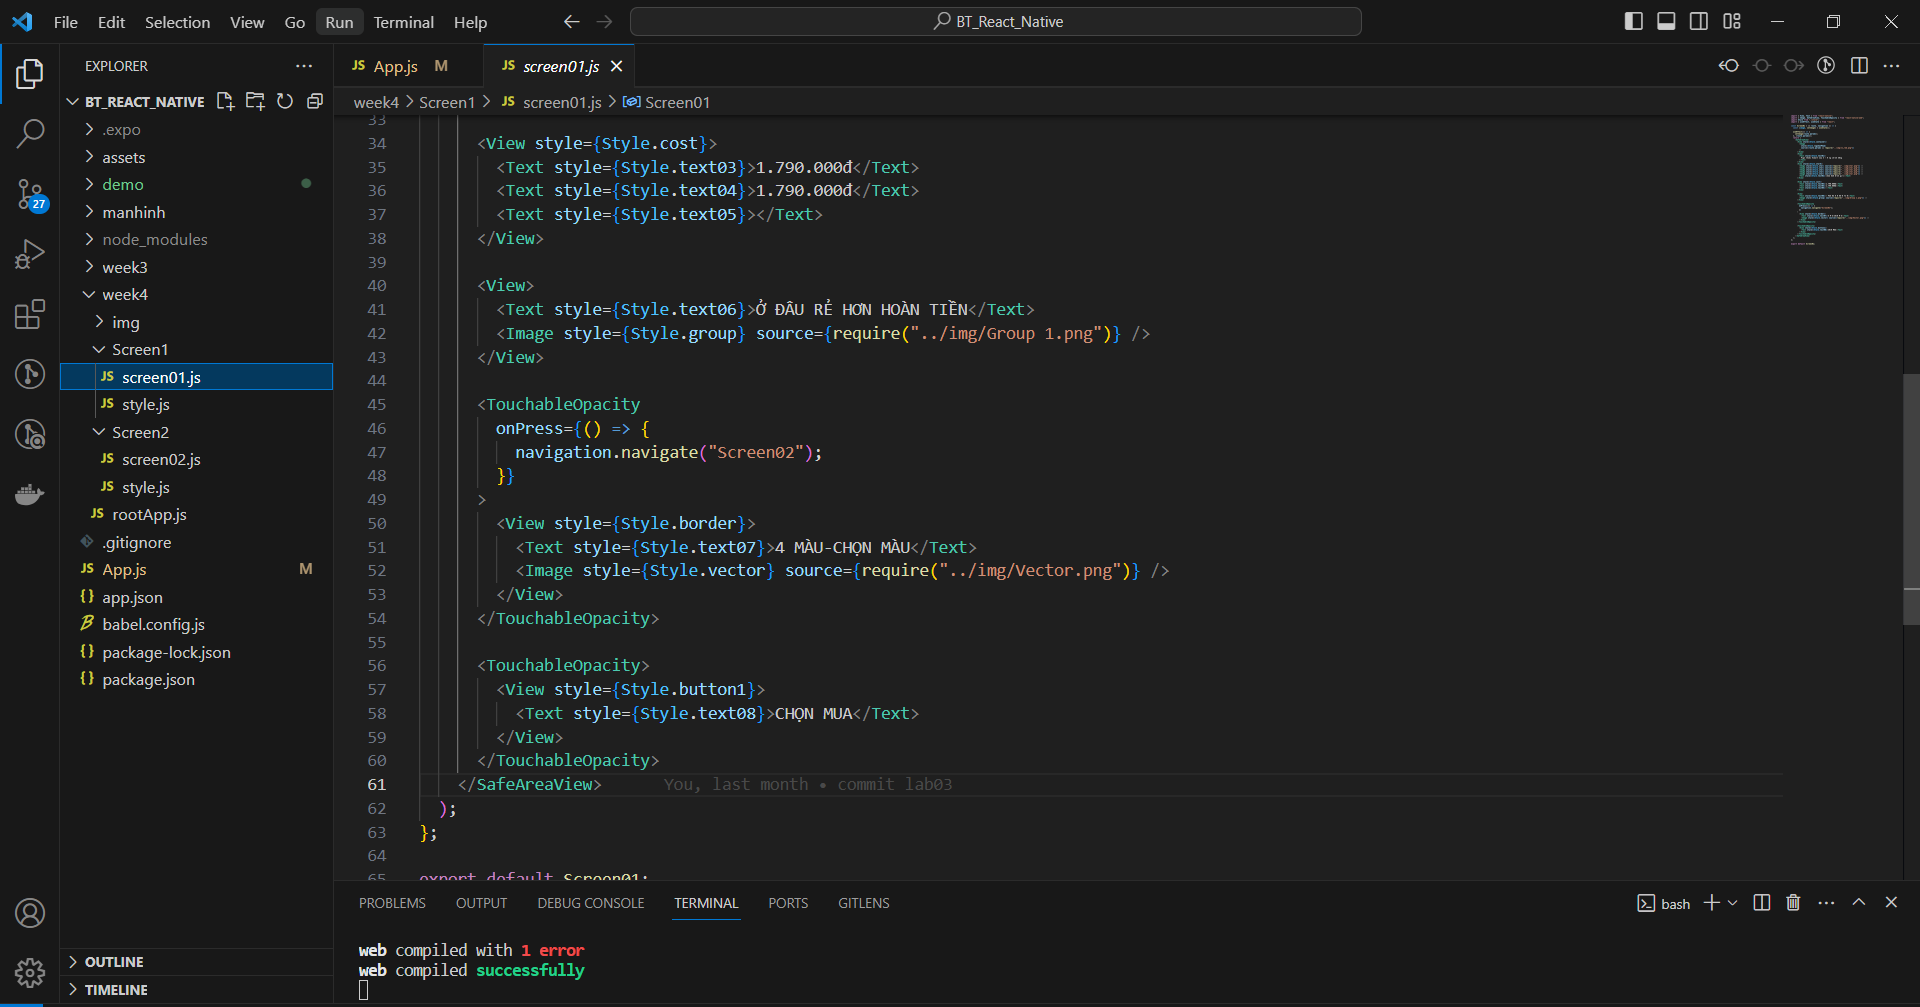 File Edit Selection View Go Run Terminal Help
BT_React_Native
EXPLORER
BT_REACT_NATIVE
.expo
assets
demo
manhinh
node_modules
week3
week4
img
Screen1
JS screen01.js
JS style.js
Screen2
JS screen02.js
JS style.js
JS rootApp.js
.gitignore
JS App.js M
{} app.json
B babel.config.js
{} package-lock.json
{} package.json
OUTLINE
TIMELINE
27
JS App.js M
JS screen01.js
week4 > Screen1 > JS screen01.js > Screen01
33
34 <View style={Style.cost}>
35 <Text style={Style.text03}>1.790.000đ</Text>
36 <Text style={Style.text04}>1.790.000đ</Text>
37 <Text style={Style.text05}></Text>
38 </View>
39
40 <View>
41 <Text style={Style.text06}>Ở ĐÂU RẺ HƠN HOÀN TIỀN</Text>
42 <Image style={Style.group} source={require("../img/Group 1.png")} />
43 </View>
44
45 <TouchableOpacity
46 onPress={() => {
47 navigation.navigate("Screen02");
48 }}
49 >
50 <View style={Style.border}>
51 <Text style={Style.text07}>4 MÀU-CHỌN MÀU</Text>
52 <Image style={Style.vector} source={require("../img/Vector.png")} />
53 </View>
54 </TouchableOpacity>
55
56 <TouchableOpacity>
57 <View style={Style.button1}>
58 <Text style={Style.text08}>CHỌN MUA</Text>
59 </View>
60 </TouchableOpacity>
61 </SafeAreaView> You, last month • commit lab03
62 );
63 };
64
65 export default Screen01;
PROBLEMS OUTPUT DEBUG CONSOLE TERMINAL PORTS GITLENS
bash
web compiled with 1 error
web compiled successfully